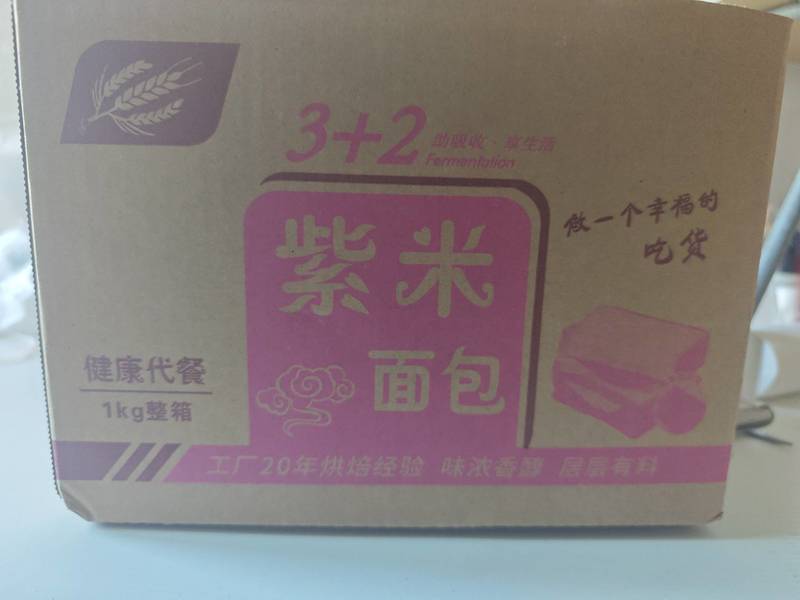 3+2 助吸收·享生活
Fermentation
紫米
面包
做一个幸福的
吃货
健康代餐
1kg整箱
工厂20年烘焙经验 味浓香醇 层层有料